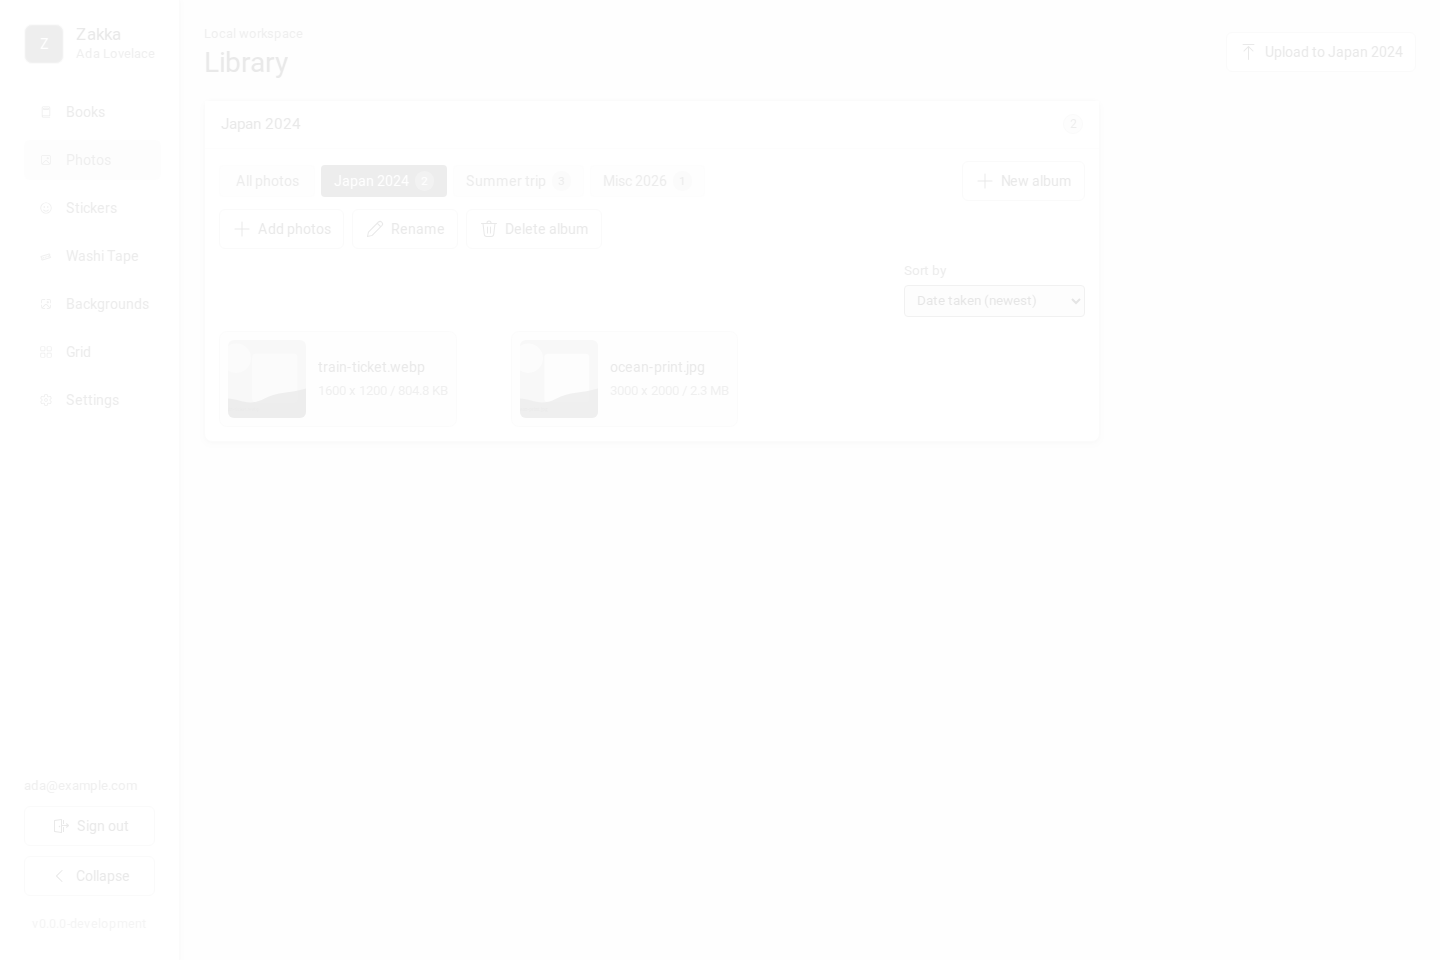 Z
Zakka
Ada Lovelace
Books
Photos
Stickers
Washi Tape
Backgrounds
Grid
Settings
ada@example.com
Sign out
Collapse
v0.0.0-development
Local workspace
Library
Upload to Japan 2024
Japan 2024
2
All photos
Japan 2024 2
Summer trip 3
Misc 2026 1
New album
Add photos
Rename
Delete album
Sort by
Date taken (newest)
train-ticket.webp
1600 x 1200 / 804.8 KB
ocean-print.jpg
3000 x 2000 / 2.3 MB